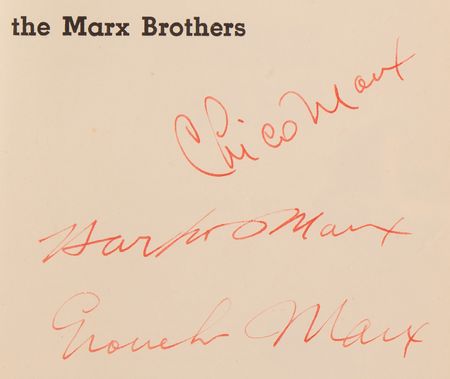 the Marx Brothers
Chico Marx
Harpo Marx
Groucho Marx